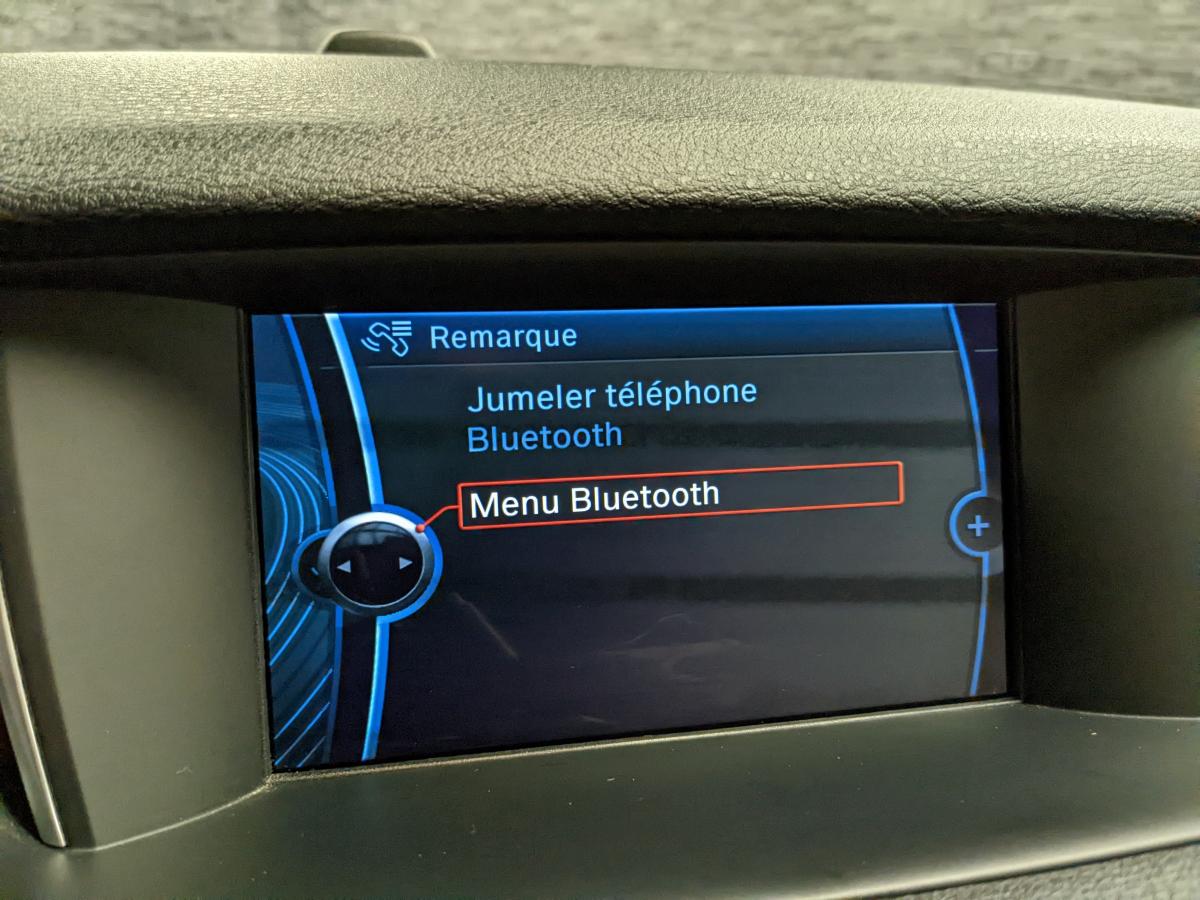 Remarque
Jumeler téléphone
Bluetooth
Menu Bluetooth
+